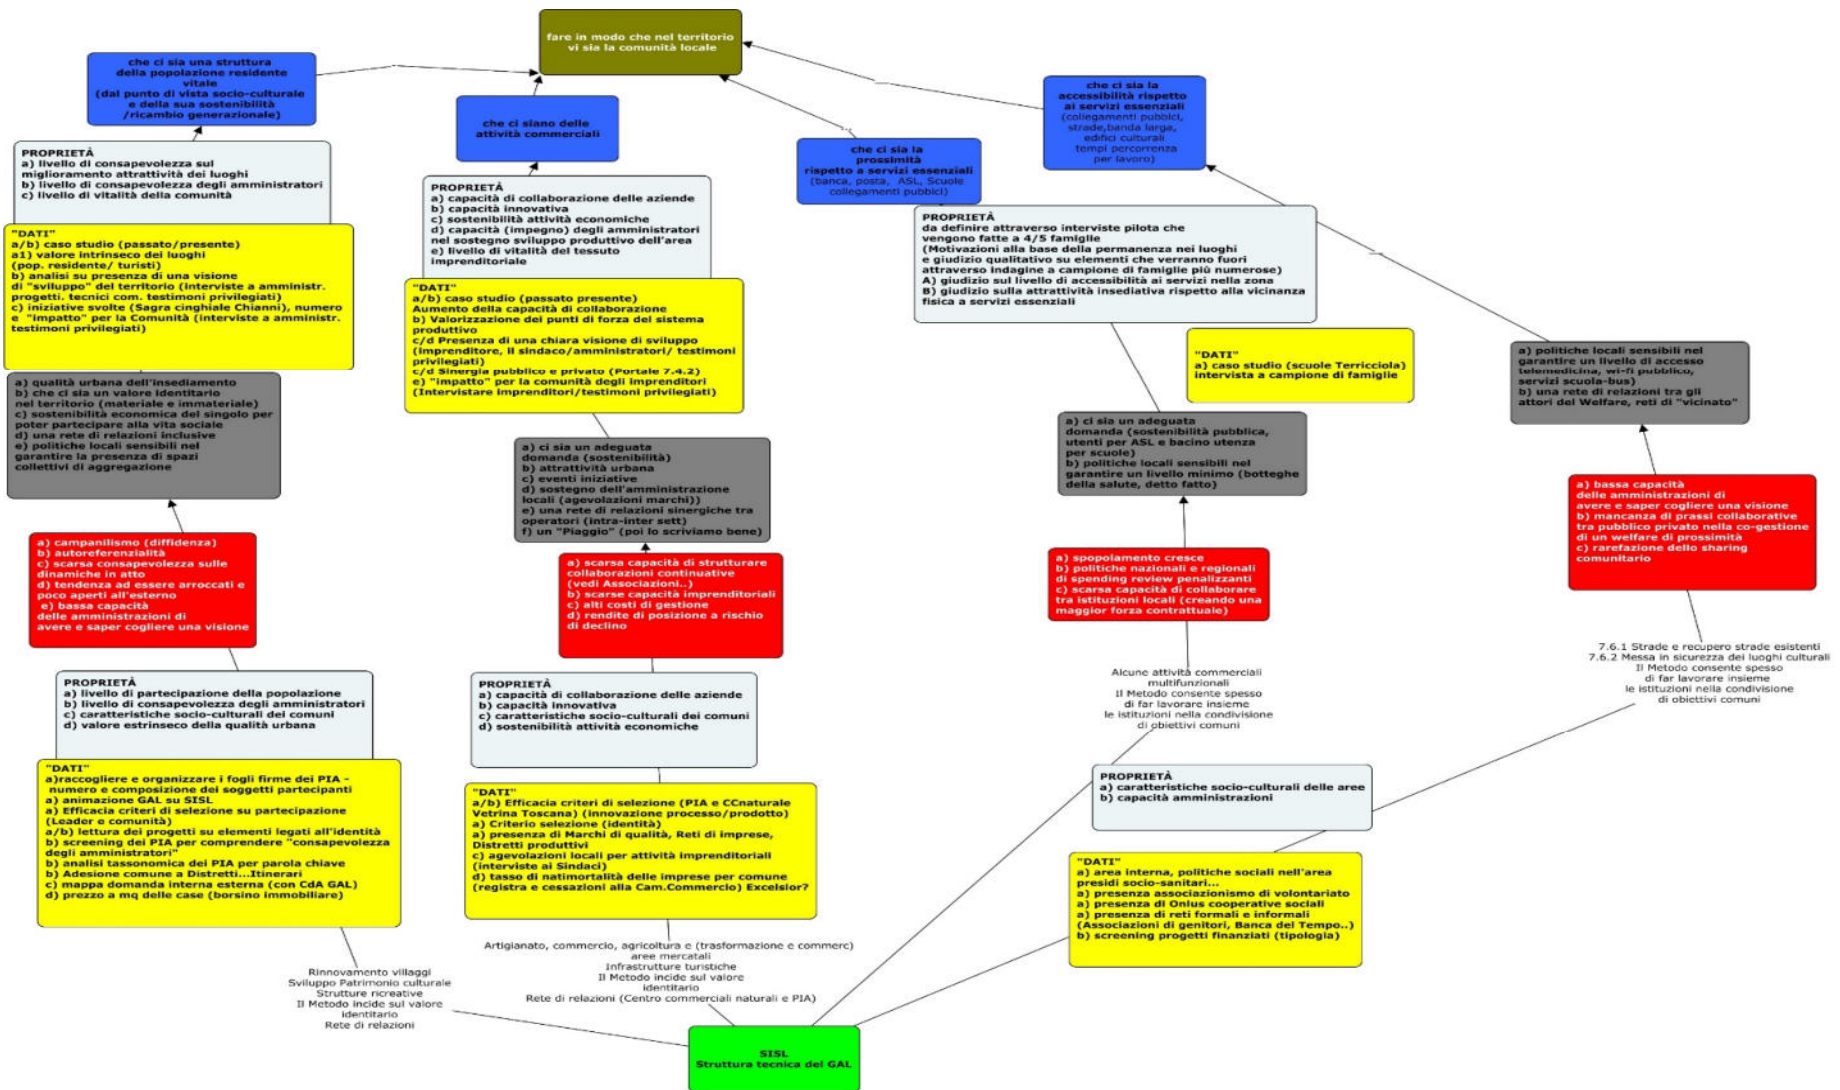 fare in modo che nel territorio
vi sia la comunità locale
che ci sia una struttura
della popolazione residente
vitale
(dal punto di vista socio-culturale
e della sua sostenibilità
/ricambio generazionale)
PROPRIETÀ
a) livello di consapevolezza sul
miglioramento attrattività dei luoghi
b) livello di consapevolezza degli amministratori
c) livello di vitalità della comunità
"DATI"
a/b) caso studio (passato/presente)
a1) valore intrinseco dei luoghi
(pop. residente/ turisti)
b) analisi su presenza di una visione
di "sviluppo" del territorio (interviste a amministr.
progetti. tecnici com. testimoni privilegiati)
c) iniziative svolte (Sagra cinghiale Chianni), numero
e "impatto" per la Comunità (interviste a amministr.
testimoni privilegiati)
a) qualità urbana dell'insediamento
b) che ci sia un valore identitario
nel territorio (materiale e immateriale)
c) sostenibilità economica del singolo per
poter partecipare alla vita sociale
d) una rete di relazioni inclusive
e) politiche locali sensibili nel
garantire la presenza di spazi
collettivi di aggregazione
a) campanilismo (diffidenza)
b) autoreferenzialità
c) scarsa consapevolezza sulle
dinamiche in atto
d) tendenza ad essere arroccati e
poco aperti all'esterno
e) bassa capacità
delle amministrazioni di
avere e saper cogliere una visione
PROPRIETÀ
a) livello di partecipazione della popolazione
b) livello di consapevolezza degli amministratori
c) caratteristiche socio-culturali dei comuni
d) valore estrinseco della qualità urbana
"DATI"
a)raccogliere e organizzare i fogli firme dei PIA -
numero e composizione dei soggetti partecipanti
a) animazione GAL su SISL
a) Efficacia criteri di selezione su partecipazione
(Leader e comunità)
a/b) lettura dei progetti su elementi legati all'identità
b) screening dei PIA per comprendere "consapevolezza
degli amministratori"
b) analisi tassonomica dei PIA per parola chiave
b) Adesione comune a Distretti...Itinerari
c) mappa domanda interna esterna (con CdA GAL)
d) prezzo a mq delle case (borsino immobiliare)
Rinnovamento villaggi
Sviluppo Patrimonio culturale
Strutture ricreative
Il Metodo incide sul valore
identitario
Rete di relazioni
che ci siano delle
attività commerciali
PROPRIETÀ
a) capacità di collaborazione delle aziende
b) capacità innovativa
c) sostenibilità attività economiche
d) capacità (impegno) degli amministratori
nel sostegno sviluppo produttivo dell'area
e) livello di vitalità del tessuto
imprenditoriale
"DATI"
a/b) caso studio (passato presente)
Aumento della capacità di collaborazione
b) Valorizzazione dei punti di forza del sistema
produttivo
c/d Presenza di una chiara visione di sviluppo
(imprenditore, il sindaco/amministratori/ testimoni
privilegiati)
c/d Sinergia pubblico e privato (Portale 7.4.2)
e) "impatto" per la comunità degli imprenditori
(Intervistare imprenditori/testimoni privilegiati)
a) ci sia un adeguata
domanda (sostenibilità)
b) attrattività urbana
c) eventi iniziative
d) sostegno dell'amministrazione
locali (agevolazioni marchi))
e) una rete di relazioni sinergiche tra
operatori (intra-inter sett)
f) un "Piaggio" (poi lo scriviamo bene)
a) scarsa capacità di strutturare
collaborazioni continuative
(vedi Associazioni..)
b) scarse capacità imprenditoriali
c) alti costi di gestione
d) rendite di posizione a rischio
di declino
PROPRIETÀ
a) capacità di collaborazione delle aziende
b) capacità innovativa
c) caratteristiche socio-culturali dei comuni
d) sostenibilità attività economiche
"DATI"
a/b) Efficacia criteri di selezione (PIA e CCnaturale
Vetrina Toscana) (innovazione processo/prodotto)
a) Criterio selezione (identità)
a) presenza di Marchi di qualità, Reti di imprese,
Distretti produttivi
c) agevolazioni locali per attività imprenditoriali
(interviste ai Sindaci)
d) tasso di natimortalità delle imprese per comune
(registra e cessazioni alla Cam.Commercio) Excelsior?
Artigianato, commercio, agricoltura e (trasformazione e commerc)
aree mercatali
Infrastrutture turistiche
Il Metodo incide sul valore
identitario
Rete di relazioni (Centro commerciali naturali e PIA)
che ci sia la
prossimità
rispetto a servizi essenziali
(banca, posta, ASL, Scuole
collegamenti pubbici)
che ci sia la
accessibilità rispetto
ai servizi essenziali
(collegamenti pubbici,
strade,banda larga,
edifici culturali
tempi percorrenza
per lavoro)
PROPRIETÀ
da definire attraverso interviste pilota che
vengono fatte a 4/5 famiglie
(Motivazioni alla base della permanenza nei luoghi
e giudizio qualitativo su elementi che verranno fuori
attraverso indagine a campione di famiglie più numerose)
A) giudizio sul livello di accessibilità ai servizi nella zona
B) giudizio sulla attrattività insediativa rispetto alla vicinanza
fisica a servizi essenziali
"DATI"
a) caso studio (scuole Terricciola)
intervista a campione di famiglie
a) ci sia un adeguata
domanda (sostenibilità pubblica,
utenti per ASL e bacino utenza
per scuole)
b) politiche locali sensibili nel
garantire un livello minimo (botteghe
della salute, detto fatto)
a) spopolamento cresce
b) politiche nazionali e regionali
di spending review penalizzanti
c) scarsa capacità di collaborare
tra istituzioni locali (creando una
maggior forza contrattuale)
Alcune attività commerciali
multifunzionali
Il Metodo consente spesso
di far lavorare insieme
le istituzioni nella condivisione
di obiettivi comuni
a) politiche locali sensibili nel
garantire un livello di accesso
telemedicina, wi-fi pubblico,
servizi scuola-bus)
b) una rete di relazioni tra gli
attori del Welfare, reti di "vicinato"
a) bassa capacità
delle amministrazioni di
avere e saper cogliere una visione
b) mancanza di prassi collaborative
tra pubblico privato nella co-gestione
di un welfare di prossimità
c) rarefazione dello sharing
comunitario
7.6.1 Strade e recupero strade esistenti
7.6.2 Messa in sicurezza dei luoghi culturali
Il Metodo consente spesso
di far lavorare insieme
le istituzioni nella condivisione
di obiettivi comuni
PROPRIETÀ
a) caratteristiche socio-culturali delle aree
b) capacità amministrazioni
"DATI"
a) area interna, politiche sociali nell'area
presidi socio-sanitari...
a) presenza associazionismo di volontariato
a) presenza di Onlus cooperative sociali
a) presenza di reti formali e informali
(Associazioni di genitori, Banca del Tempo..)
b) screening progetti finanziati (tipologia)
SISL
Struttura tecnica del GAL